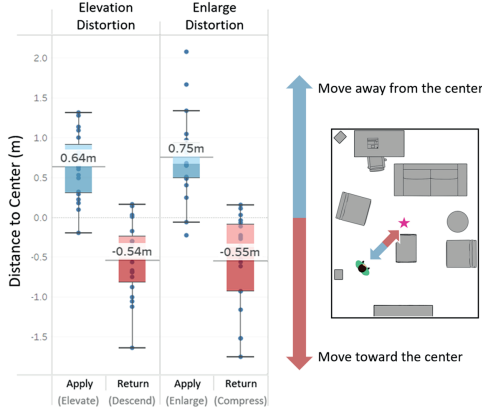 Elevation
Distortion
Enlarge
Distortion
Distance to Center (m)
2.0
1.5
1.0
0.5
0.0
-0.5
-1.0
-1.5
0.64m
-0.54m
0.75m
-0.55m
Apply
(Elevate)
Return
(Descend)
Apply
(Enlarge)
Return
(Compress)
Move away from the center
Move toward the center